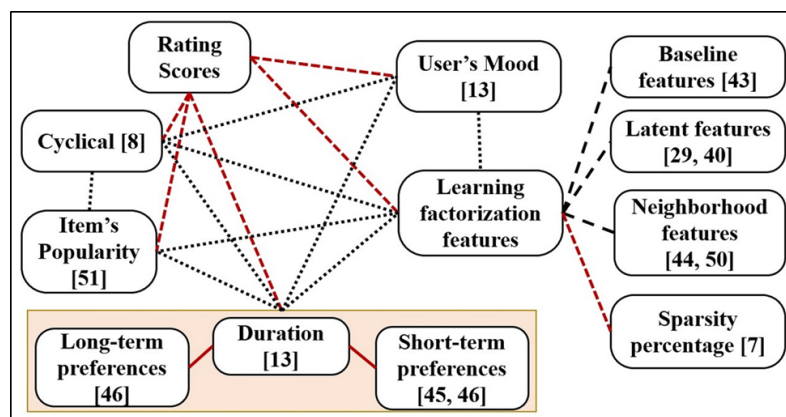 Rating
Scores
User's Mood
[13]
Baseline
features [43]
Cyclical [8]
Latent features
[29, 40]
Item's
Popularity
[51]
Learning
factorization
features
Neighborhood
features
[44, 50]
Sparsity
percentage [7]
Long-term
preferences
[46]
Duration
[13]
Short-term
preferences
[45, 46]